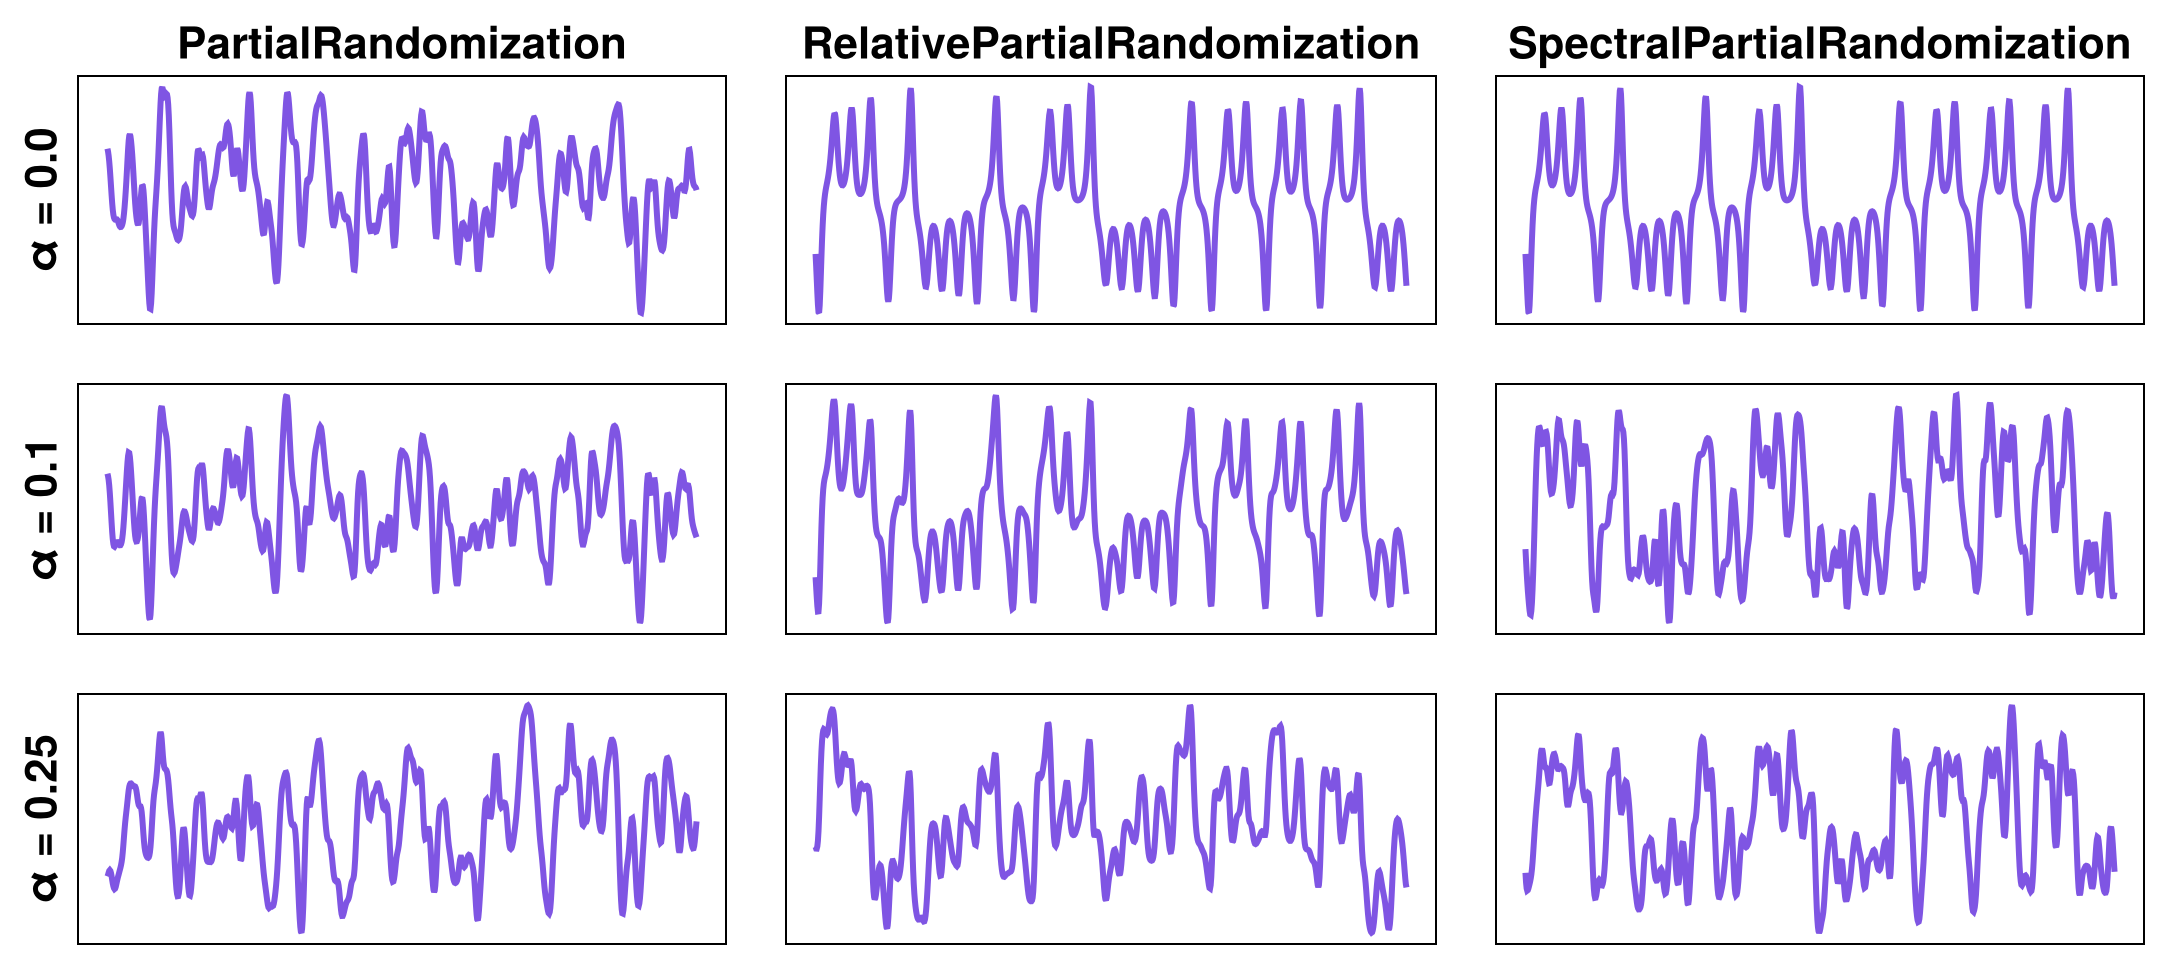 PartialRandomization RelativePartialRandomization SpectralPartialRandomization
α = 0.0
α = 0.1
α = 0.25